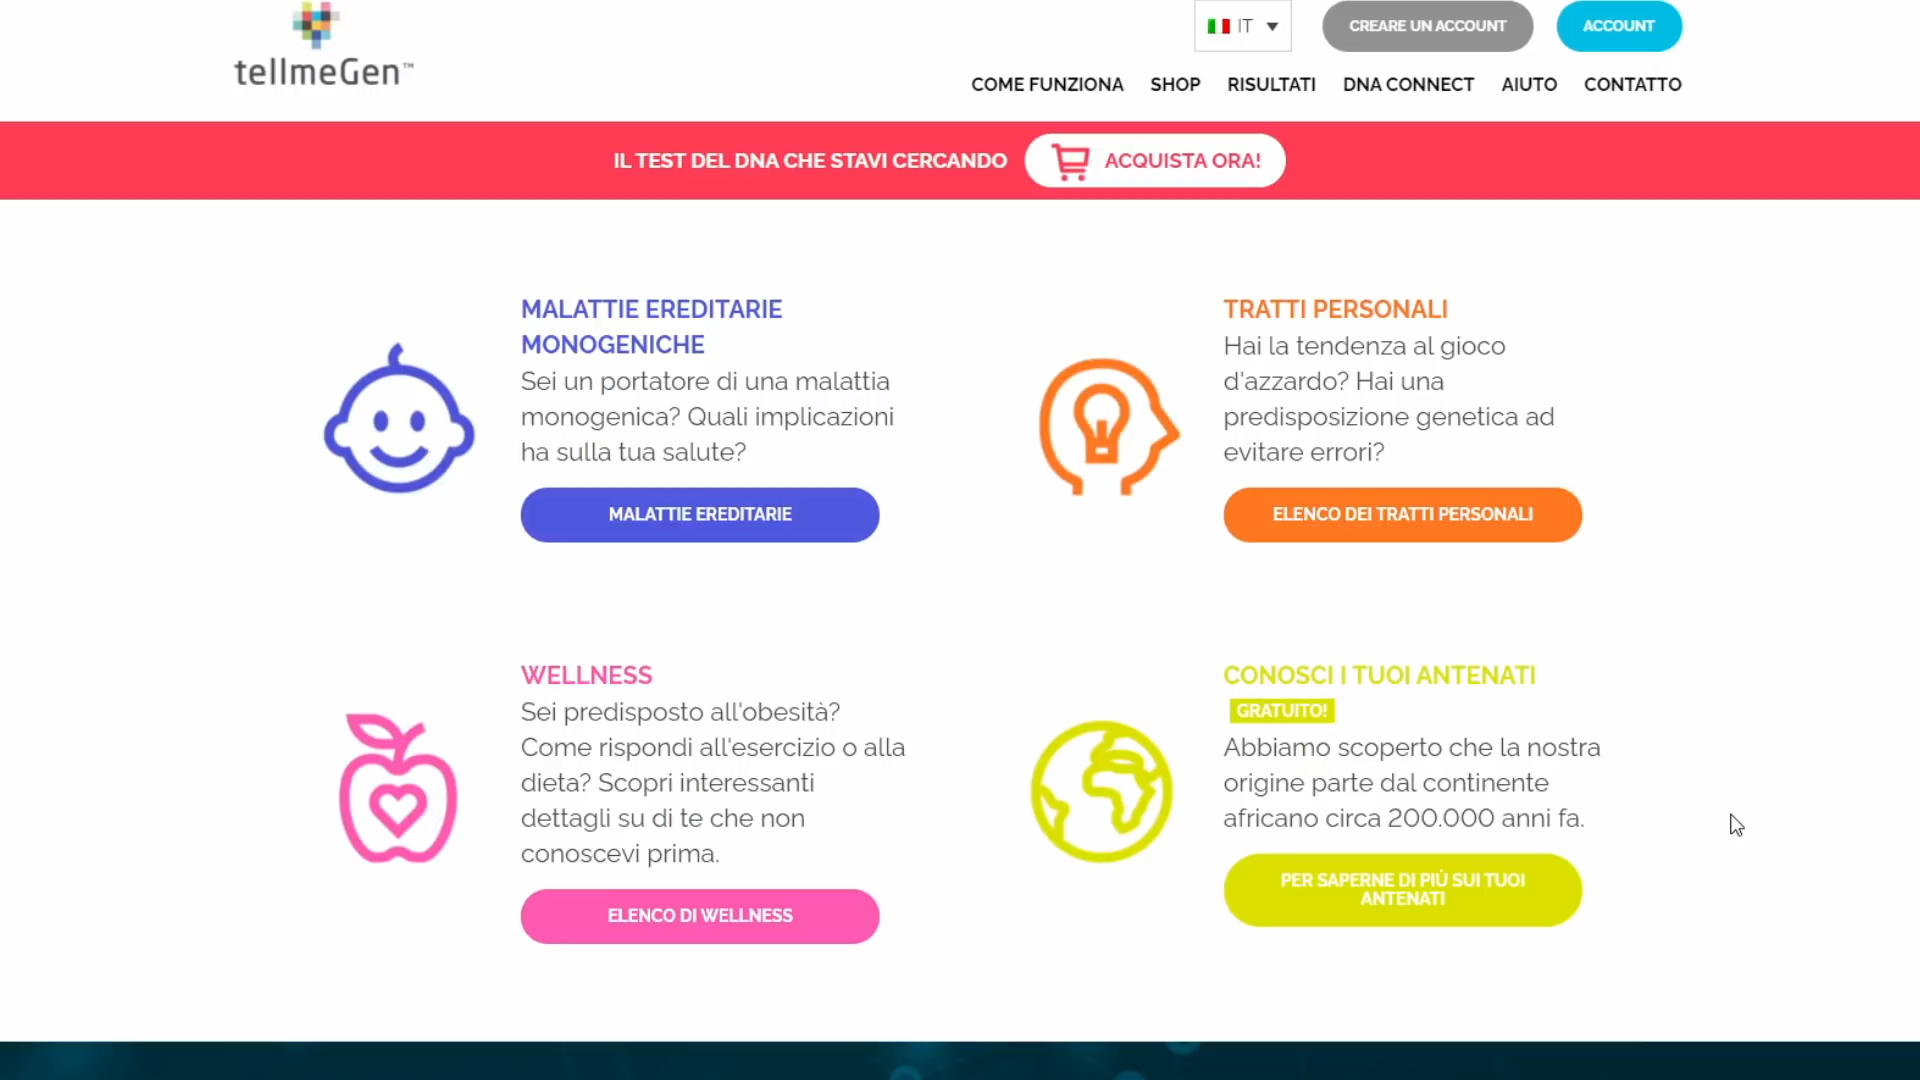 tellmeGen™
IT
CREARE UN ACCOUNT
ACCOUNT
COME FUNZIONA
SHOP
RISULTATI
DNA CONNECT
AIUTO
CONTATTO
IL TEST DEL DNA CHE STAVI CERCANDO
ACQUISTA ORA!
MALATTIE EREDITARIE
MONOGENICHE
Sei un portatore di una malattia
monogenica? Quali implicazioni
ha sulla tua salute?
MALATTIE EREDITARIE
TRATTI PERSONALI
Hai la tendenza al gioco
d'azzardo? Hai una
predisposizione genetica ad
evitare errori?
ELENCO DEI TRATTI PERSONALI
WELLNESS
Sei predisposto all'obesità?
Come rispondi all'esercizio o alla
dieta? Scopri interessanti
dettagli su di te che non
conoscevi prima.
ELENCO DI WELLNESS
CONOSCI I TUOI ANTENATI
GRATUITO!
Abbiamo scoperto che la nostra
origine parte dal continente
africano circa 200.000 anni fa.
PER SAPERNE DI PIÙ SUI TUOI
ANTENATI